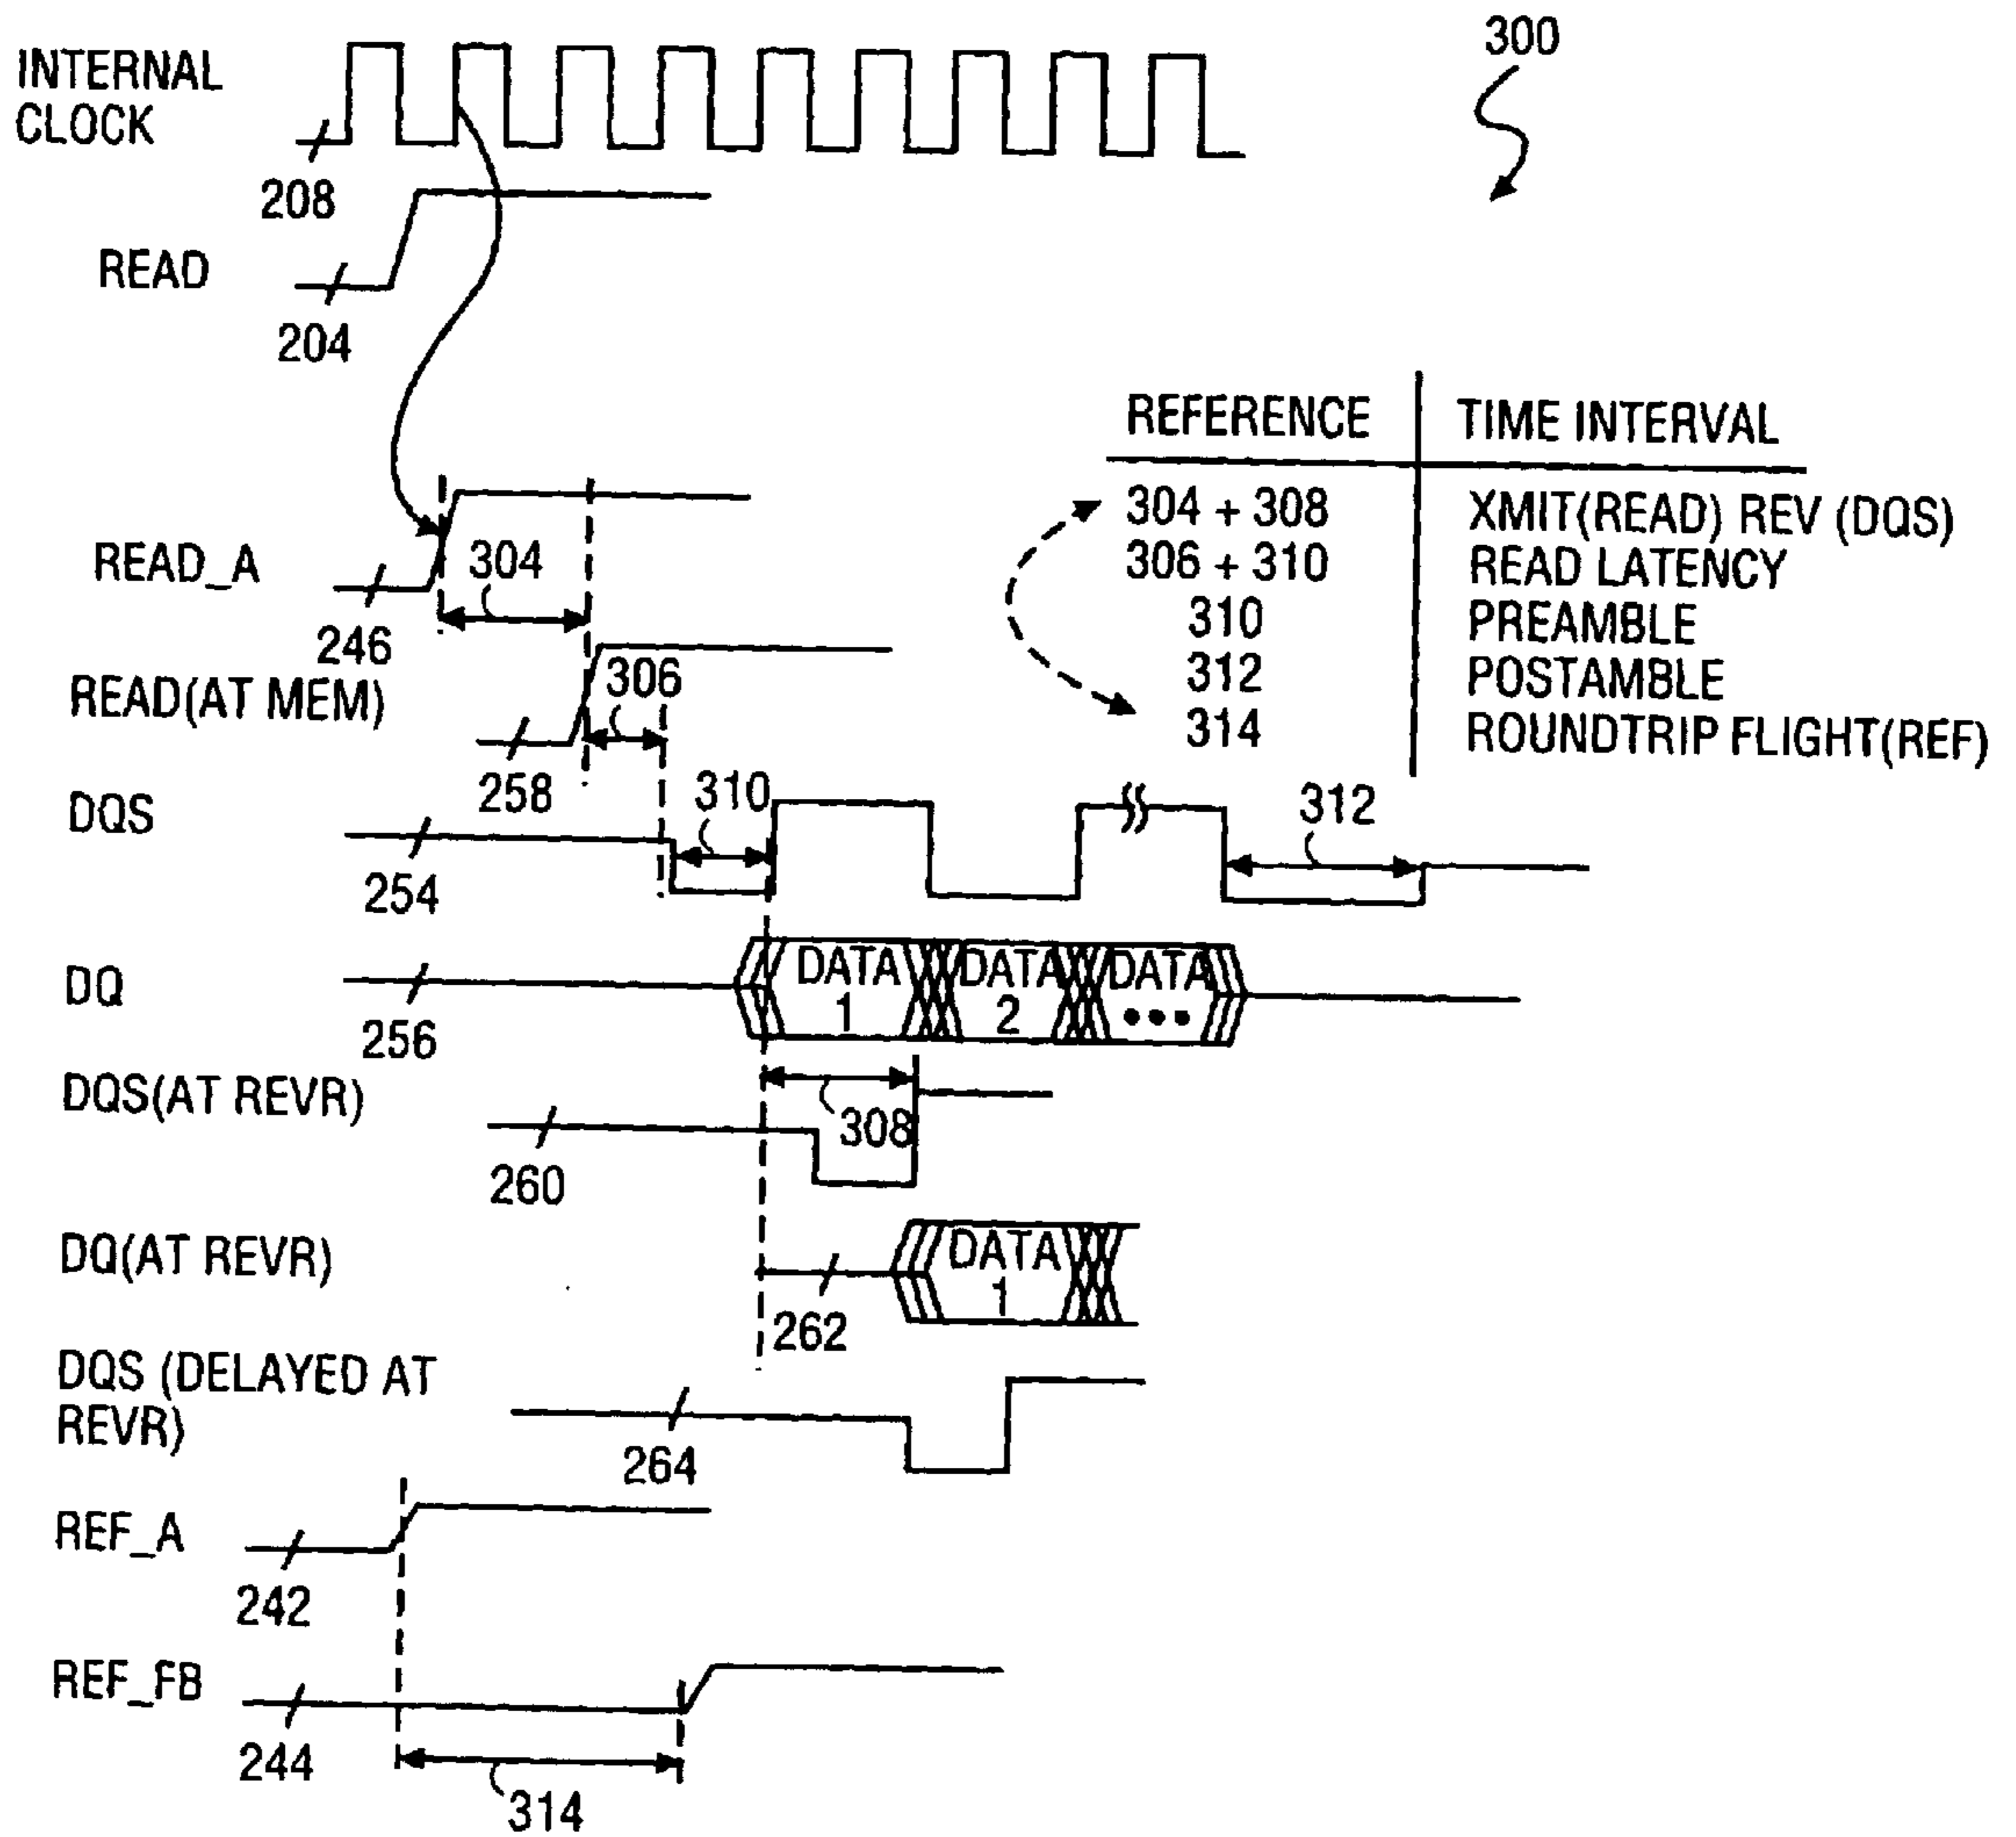 300
INTERNAL
CLOCK
208
READ
204
REFERENCE TIME INTERVAL
304 + 308 XMIT(READ) REV (DQS)
306 + 310 READ LATENCY
310 PREAMBLE
312 POSTAMBLE
314 ROUNDTRIP FLIGHT(REF)
READ_A
304
246
READ(AT MEM)
306
258
DQS
310
312
254
DQ
DATA DATA DATA
1 2 •••
256
DQS(AT REVR)
308
260
DQ(AT REVR)
DATA
1
262
DQS (DELAYED AT
REVR)
264
REF_A
242
REF_FB
244
314